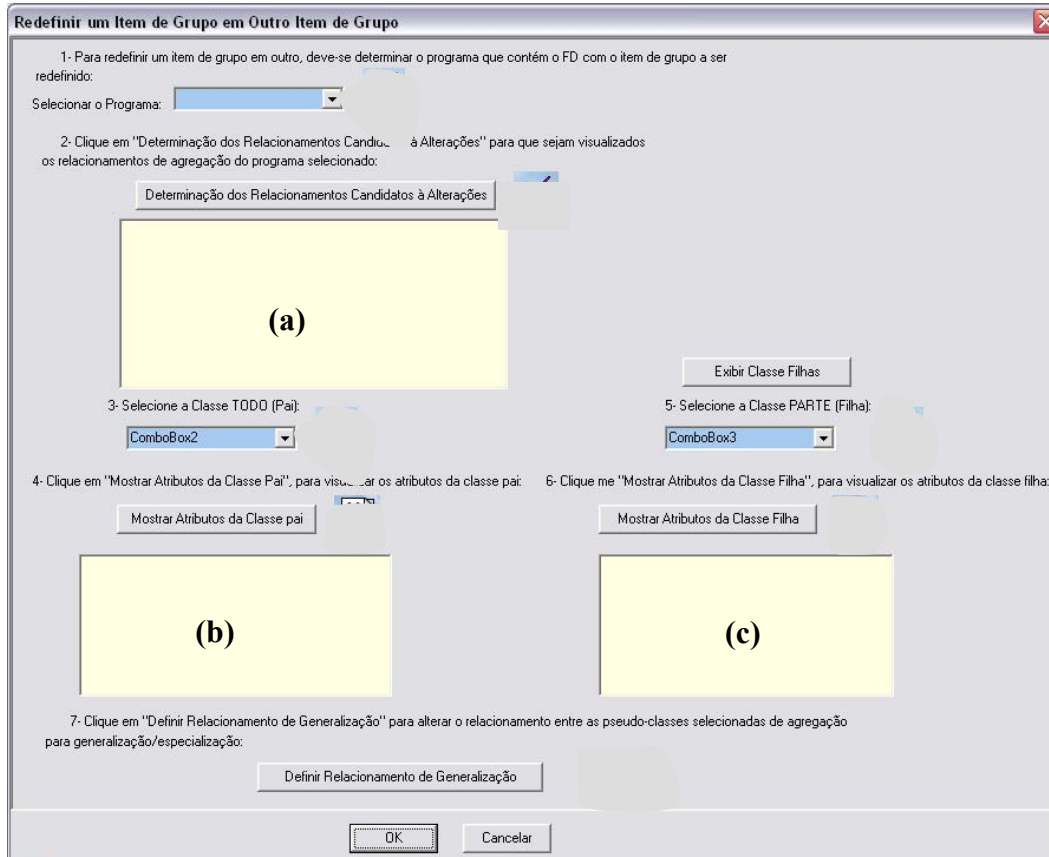 Redefinir um Item de Grupo em Outro Item de Grupo
1- Para redefinir um item de grupo em outro, deve-se determinar o programa que contém o FD com o item de grupo a ser
redefinido:
Selecionar o Programa:
2- Clique em "Determinação dos Relacionamentos à Alterações" para que sejam visualizados
os relacionamentos de agregação do programa selecionado:
Determinação dos Relacionamentos Candidatos à Alterações
(a)
Exibir Classe Filhas
3- Selecione a Classe TODO (Pai):
5- Selecione a Classe PARTE (Filha):
ComboBox2
ComboBox3
4- Clique em "Mostrar Atributos da Classe Pai", para os atributos da classe pai:
6- Clique me "Mostrar Atributos da Classe Filha", para visualizar os atributos da classe filha:
Mostrar Atributos da Classe pai
Mostrar Atributos da Classe Filha
(b)
(c)
7- Clique em "Definir Relacionamento de Generalização" para alterar o relacionamento entre as pseudo-classes selecionadas de agregação
para generalização/especialização:
Definir Relacionamento de Generalização
OK
Cancelar